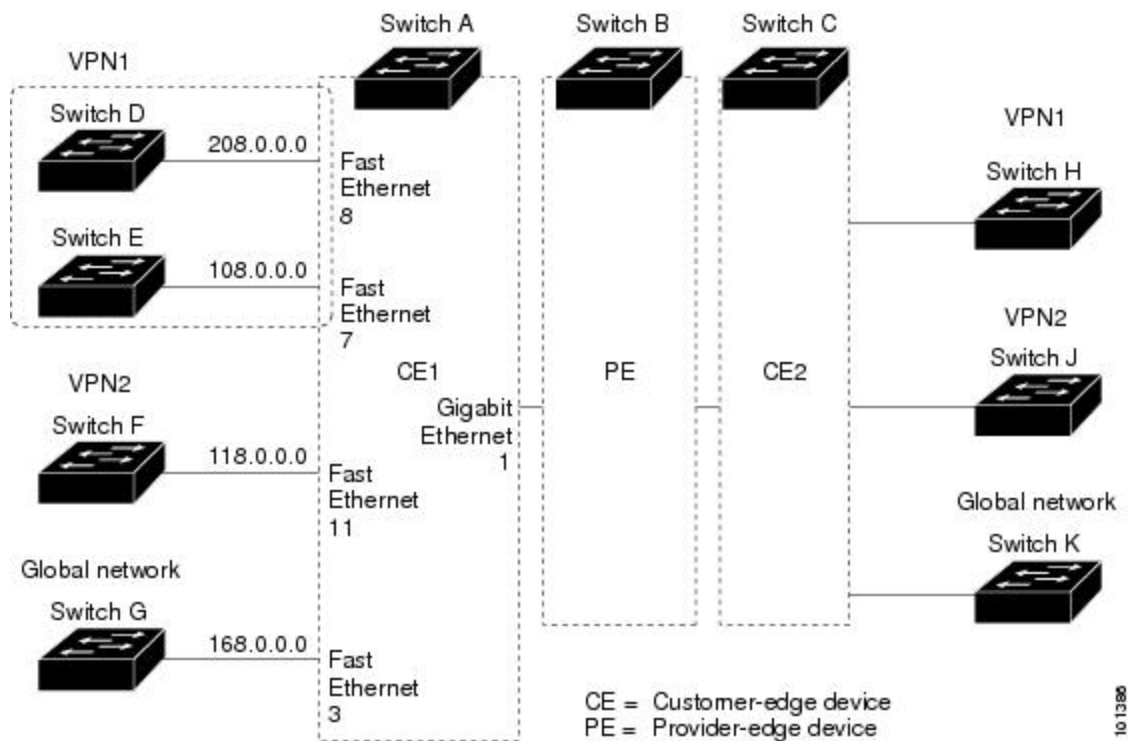 Switch A
Switch B
Switch C
VPN1
Switch D
208.0.0.0
Fast
Ethernet
8
Switch E
108.0.0.0
Fast
Ethernet
7
VPN2
Switch F
118.0.0.0
Fast
Ethernet
11
Global network
Switch G
168.0.0.0
Fast
Ethernet
3
CE1
Gigabit
Ethernet
1
PE
CE2
VPN1
Switch H
VPN2
Switch J
Global network
Switch K
CE = Customer-edge device
PE = Provider-edge device
101386